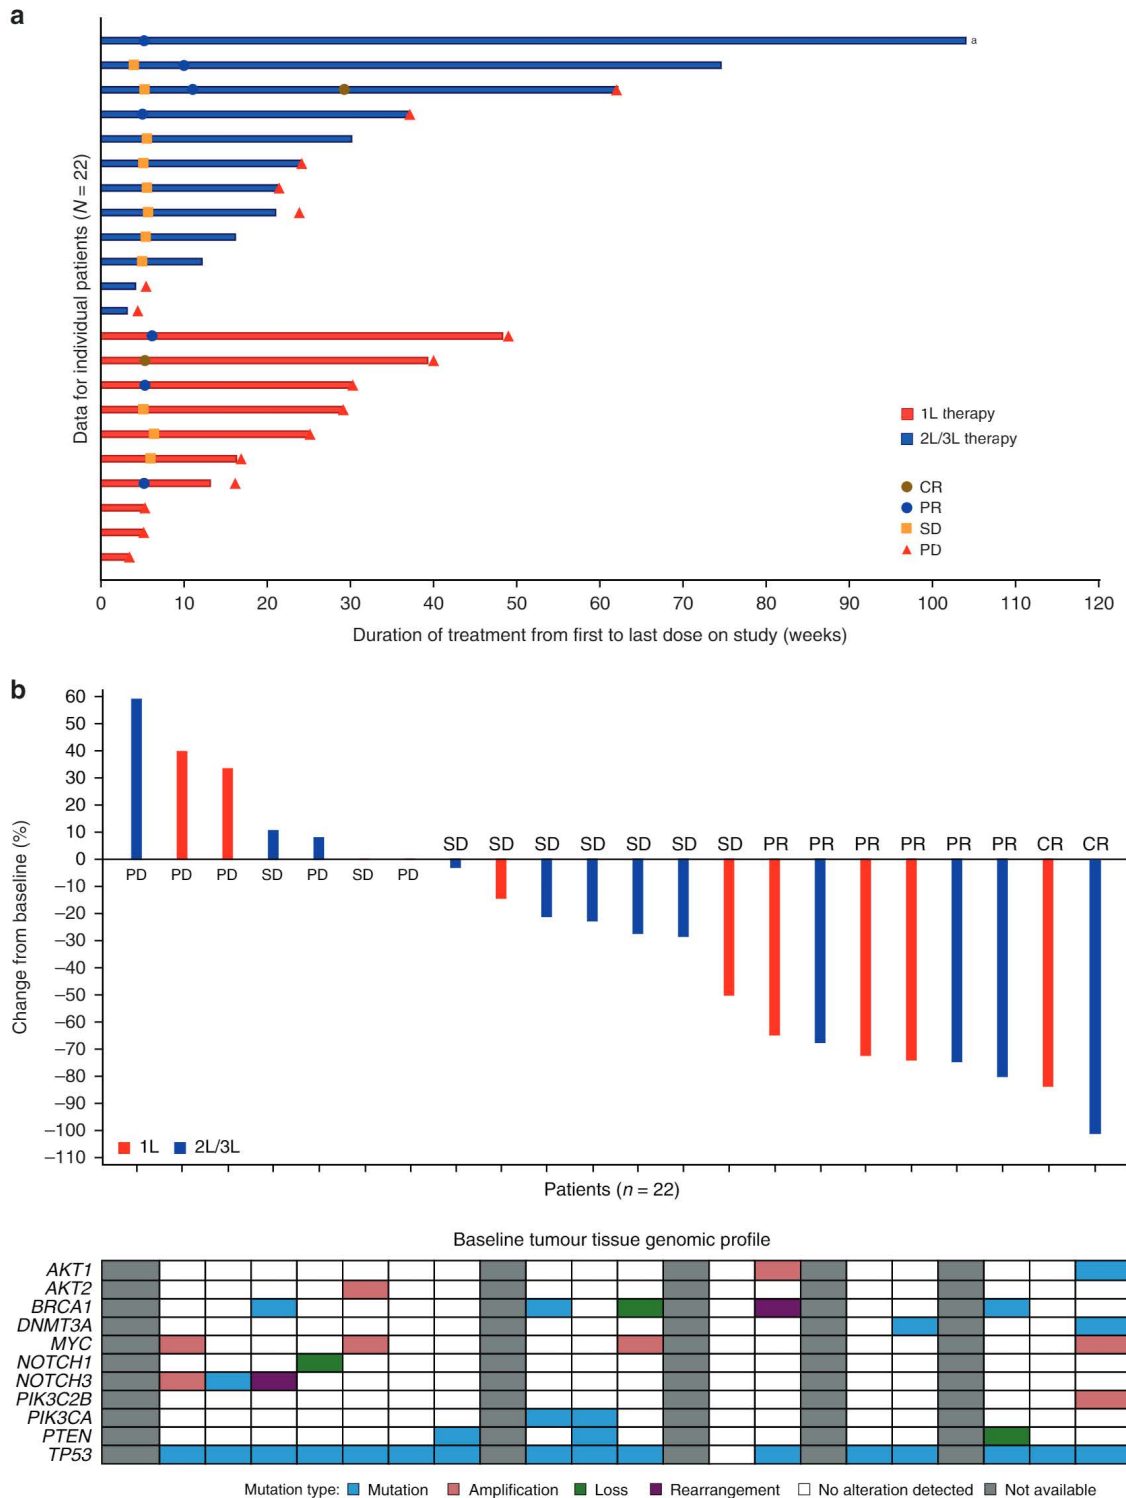 a
a
Data for individual patients (N = 22)
1L therapy
2L/3L therapy
CR
PR
SD
PD
0 10 20 30 40 50 60 70 80 90 100 110 120
Duration of treatment from first to last dose on study (weeks)
b
60
50
40
30
20
10
0
−10
−20
−30
−40
−50
−60
−70
−80
−90
−100
−110
Change from baseline (%)
SD SD SD SD SD SD SD PR PR PR PR PR PR CR CR
PD PD PD SD PD SD PD
1L 2L/3L
Patients (n = 22)
Baseline tumour tissue genomic profile
AKT1
AKT2
BRCA1
DNMT3A
MYC
NOTCH1
NOTCH3
PIK3C2B
PIK3CA
PTEN
TP53
Mutation type: Mutation Amplification Loss Rearrangement No alteration detected Not available